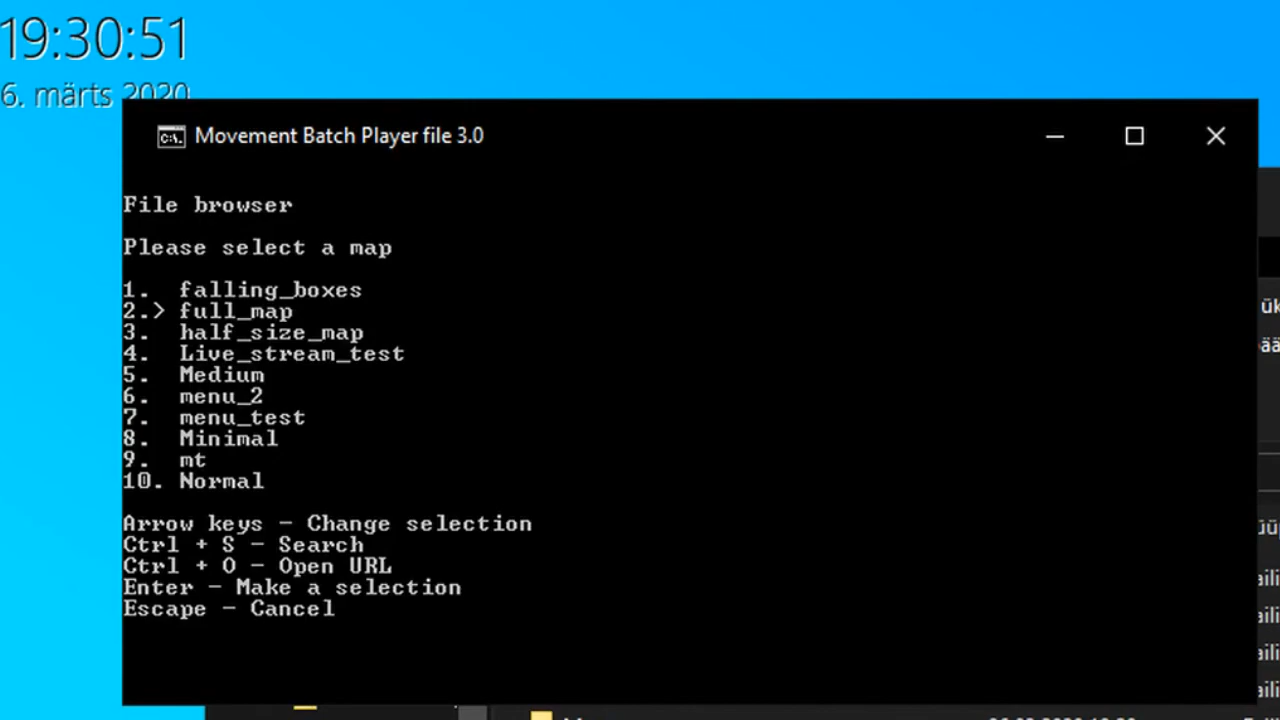 19:30:51
6. märts 2020
Movement Batch Player file 3.0
File browser
Please select a map
1. falling_boxes
2.> full_map
3. half_size_map
4. Live_stream_test
5. Medium
6. menu_2
7. menu_test
8. Minimal
9. mt
10. Normal
Arrow keys - Change selection
Ctrl + S - Search
Ctrl + O - Open URL
Enter - Make a selection
Escape - Cancel